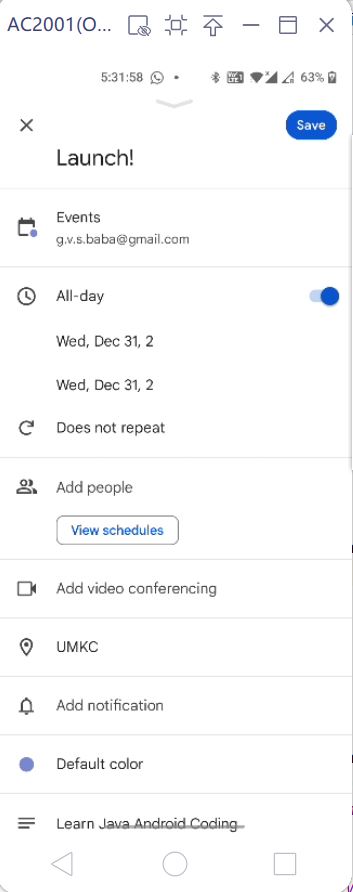 AC2001(O...
5:31:58 63%
Save
Launch!
Events
g.v.s.baba@gmail.com
All-day
Wed, Dec 31, 2
Wed, Dec 31, 2
Does not repeat
Add people
View schedules
Add video conferencing
UMKC
Add notification
Default color
Learn Java Android Coding